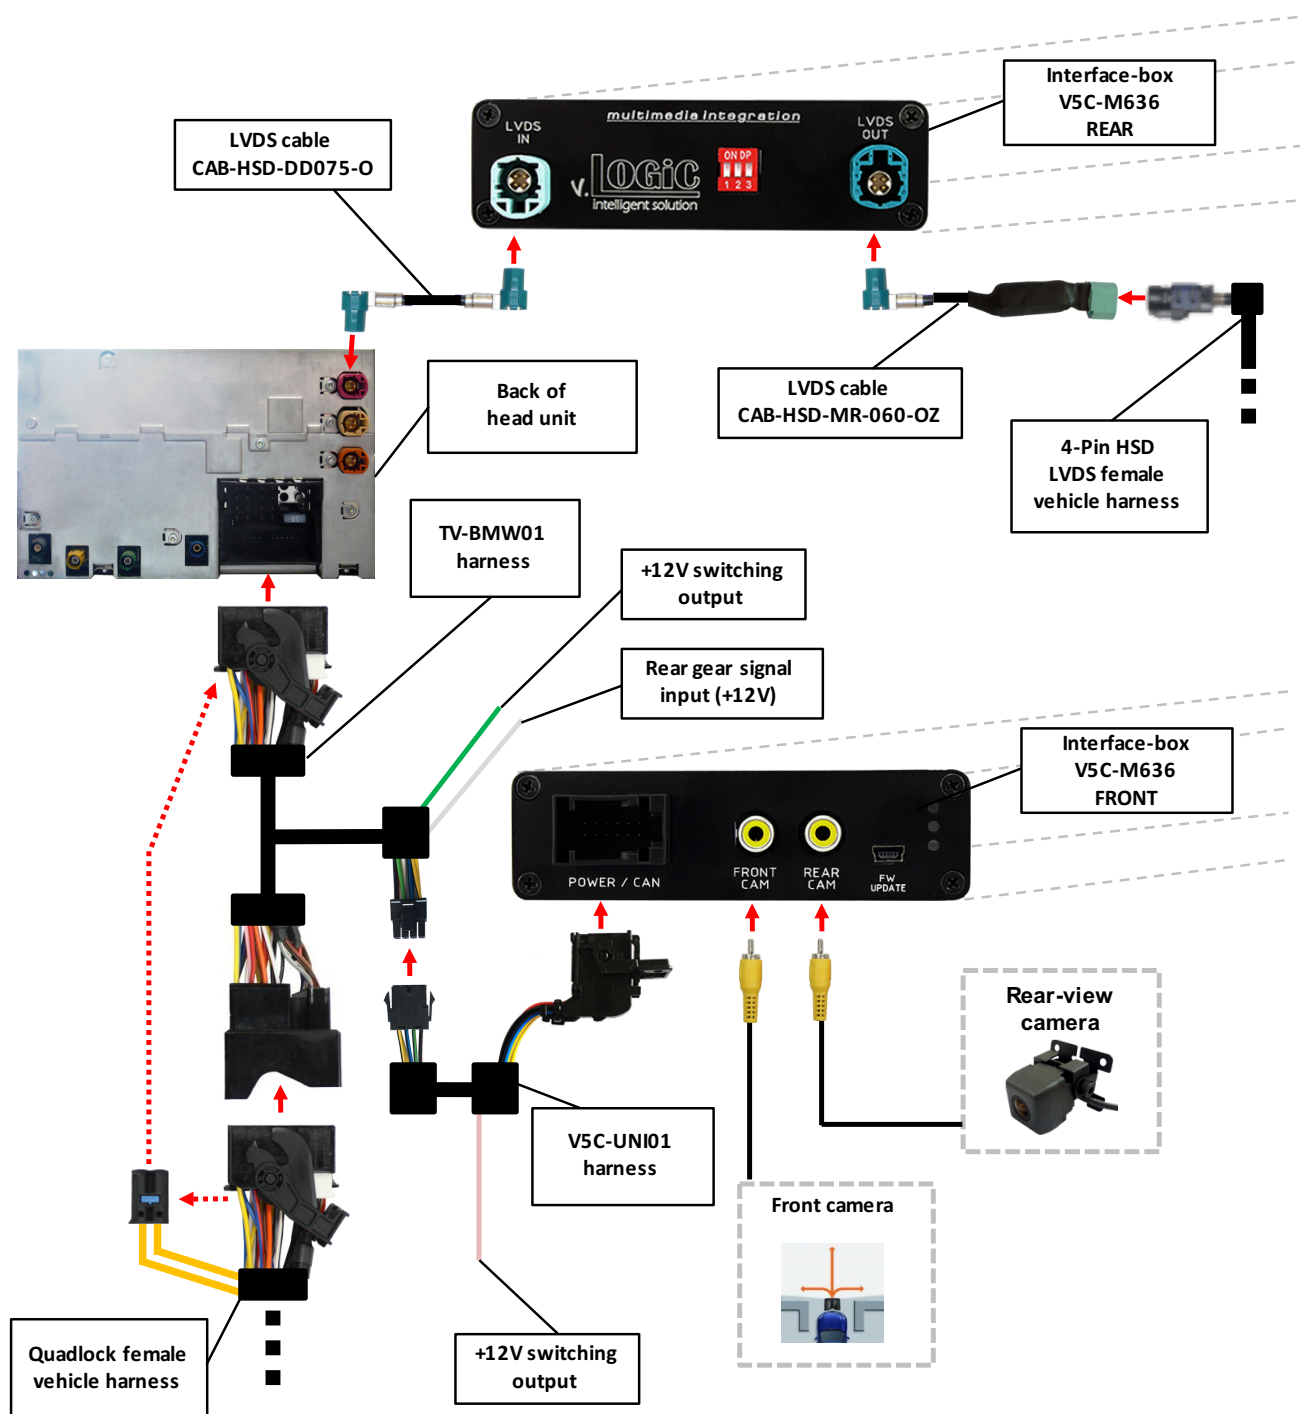 Interface-box
V5C-M636
REAR
multimedia integration
LVDS
IN
LVDS
OUT
ON DP
1 2 3
v.LOGiC
intelligent solution
LVDS cable
CAB-HSD-DD075-O
Back of
head unit
LVDS cable
CAB-HSD-MR-060-OZ
4-Pin HSD
LVDS female
vehicle harness
TV-BMW01
harness
+12V switching
output
Rear gear signal
input (+12V)
Interface-box
V5C-M636
FRONT
POWER / CAN
FRONT
CAM
REAR
CAM
FW
UPDATE
Rear-view
camera
V5C-UNI01
harness
Front camera
Quadlock female
vehicle harness
+12V switching
output